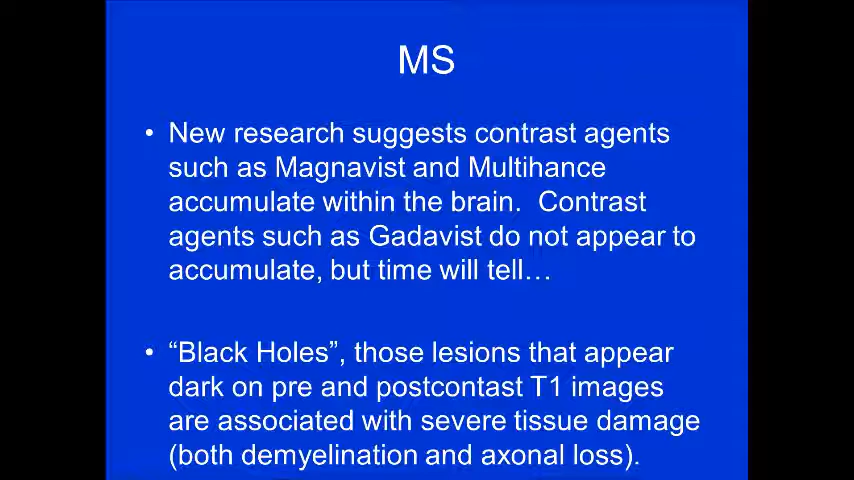 MS
• New research suggests contrast agents
such as Magnavist and Multihance
accumulate within the brain.  Contrast
agents such as Gadavist do not appear to
accumulate, but time will tell…
• “Black Holes”, those lesions that appear
dark on pre and postcontast T1 images
are associated with severe tissue damage
(both demyelination and axonal loss).